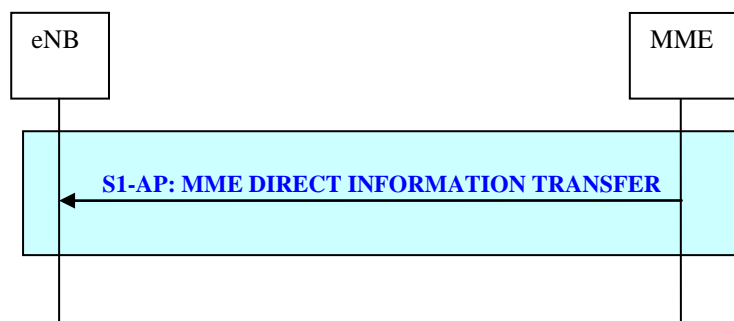 eNB
MME
S1-AP: MME DIRECT INFORMATION TRANSFER